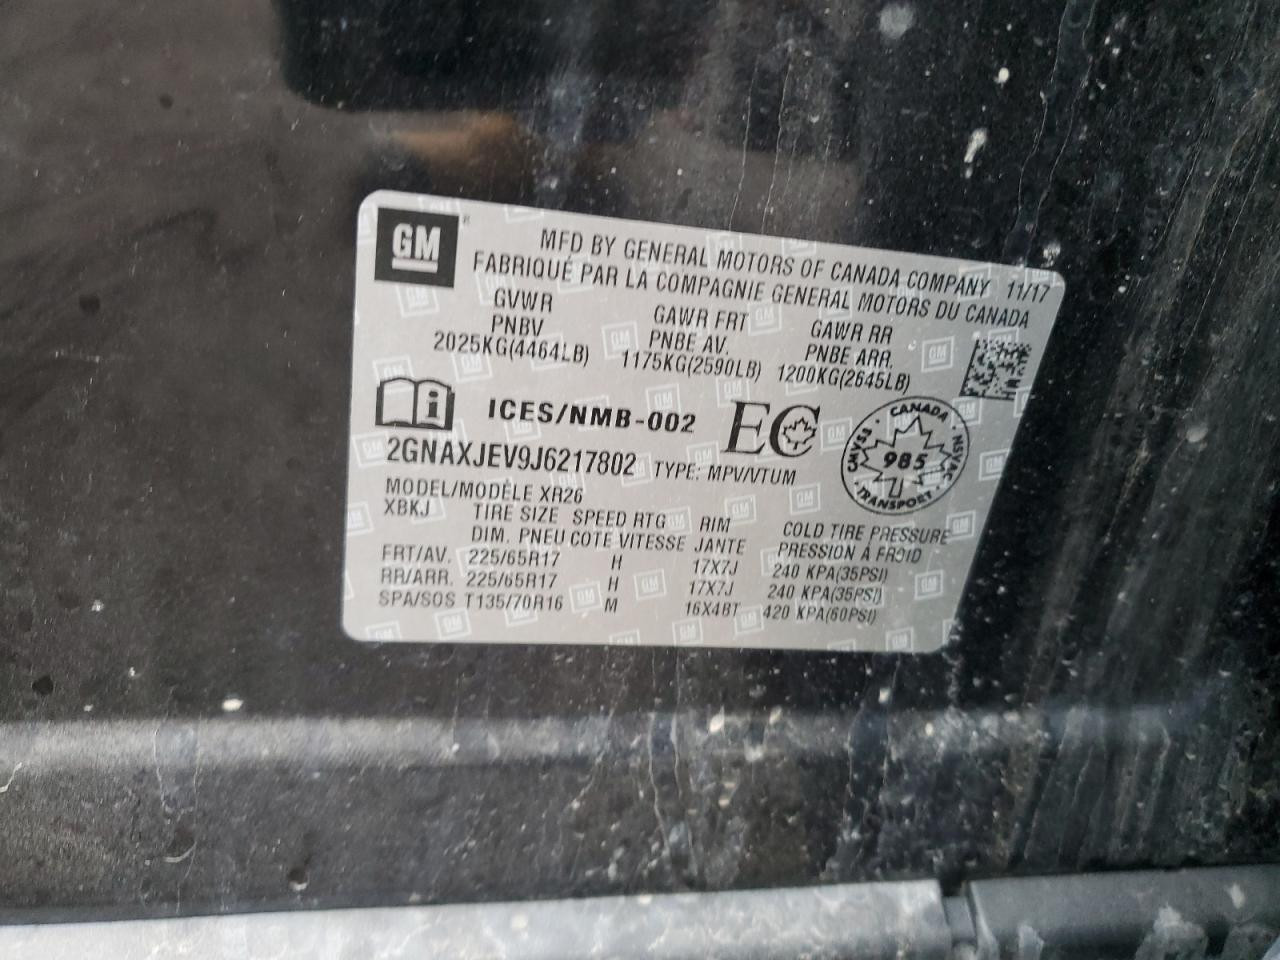 GM
MFD BY GENERAL MOTORS OF CANADA COMPANY 11/17
FABRIQUÉ PAR LA COMPAGNIE GENERAL MOTORS DU CANADA
GVWR GAWR FRT GAWR RR
PNBV PNBE AV. PNBE ARR.
2025KG(4464LB) 1175KG(2590LB) 1200KG(2645LB)
ICES/NMB-002 EC
CANADA
985
TRANSPORT
2GNAXJEV9J6217802 TYPE: MPV/VTUM
MODEL/MODÈLE XR26
XBKJ TIRE SIZE SPEED RTG RIM COLD TIRE PRESSURE
DIM. PNEU COTE VITESSE JANTE PRESSION À FROID
FRT/AV. 225/65R17 H 17X7J 240 KPA(35PSI)
RR/ARR. 225/65R17 H 17X7J 240 KPA(35PSI)
SPA/SOS T135/70R16 M 16X4BT 420 KPA(60PSI)